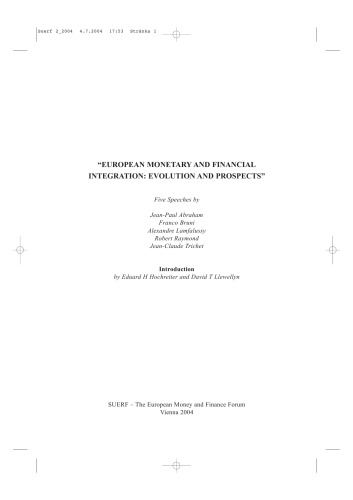 Suerf 2_2004  4.7.2004  17:53  Stránka 1
“EUROPEAN MONETARY AND FINANCIAL
INTEGRATION: EVOLUTION AND PROSPECTS”
Five Speeches by
Jean-Paul Abraham
Franco Bruni
Alexandre Lamfalussy
Robert Raymond
Jean-Claude Trichet
Introduction
by Eduard H Hochreiter and David T Llewellyn
SUERF – The European Money and Finance Forum
Vienna 2004